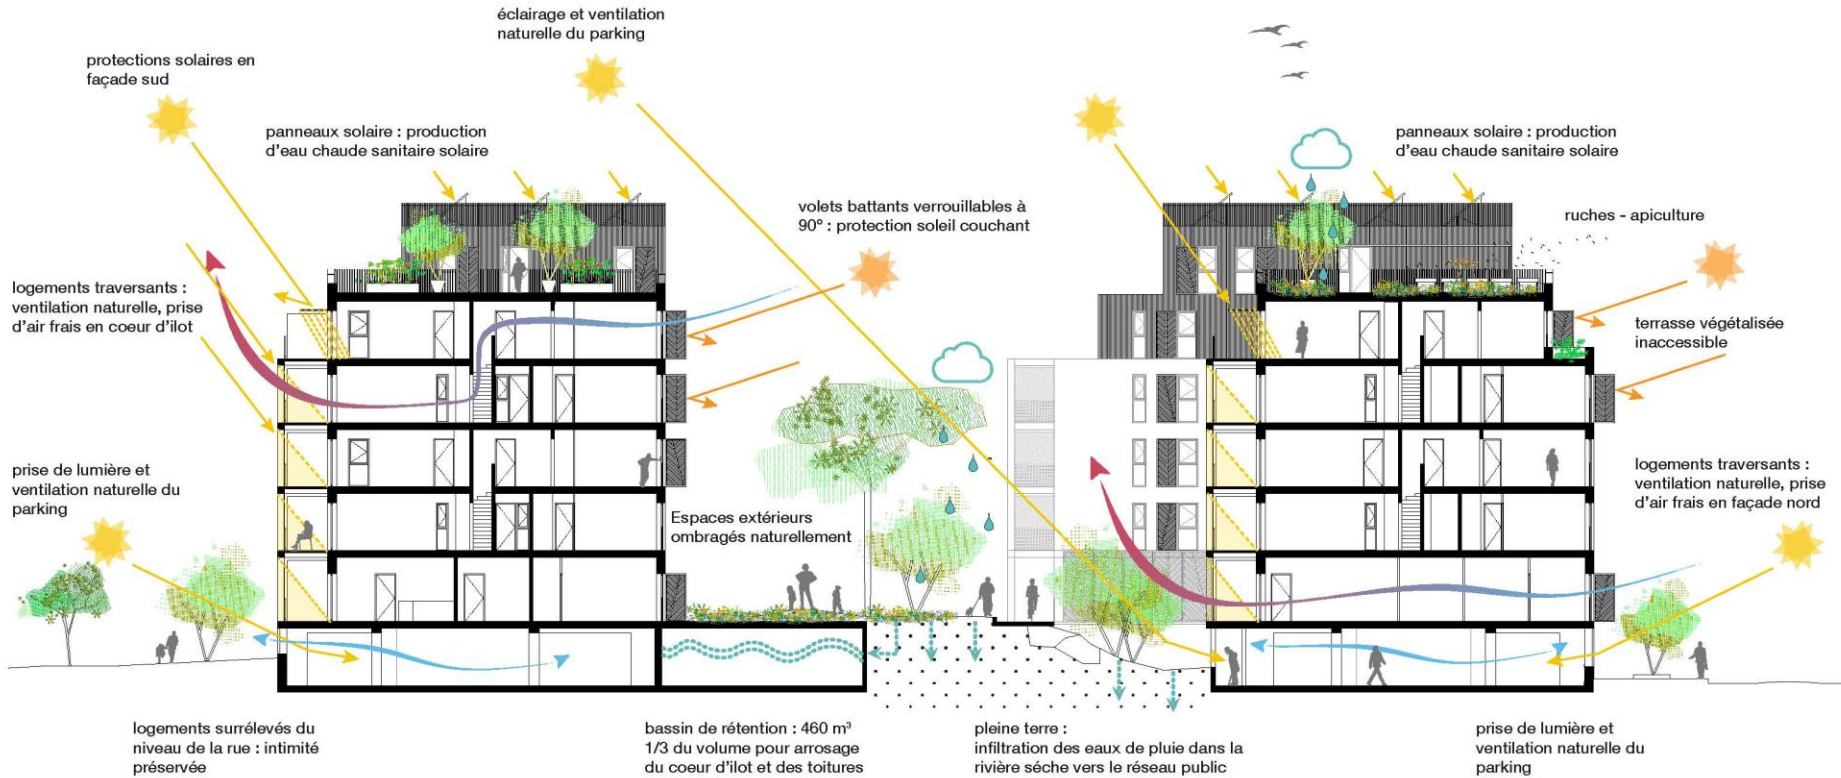 éclairage et ventilation
naturelle du parking
protections solaires en
façade sud
panneaux solaire : production
d'eau chaude sanitaire solaire
panneaux solaire : production
d'eau chaude sanitaire solaire
volets battants verrouillables à
90° : protection soleil couchant
ruches - apiculture
logements traversants :
ventilation naturelle, prise
d'air frais en coeur d'ilot
terrasse végétalisée
inaccessible
prise de lumière et
ventilation naturelle du
parking
Espaces extérieurs
ombragés naturellement
logements traversants :
ventilation naturelle, prise
d'air frais en façade nord
logements surrélevés du
niveau de la rue : intimité
préservée
bassin de rétention : 460 m³
1/3 du volume pour arrosage
du coeur d'ilot et des toitures
pleine terre :
infiltration des eaux de pluie dans la
rivière séche vers le réseau public
prise de lumière et
ventilation naturelle du
parking